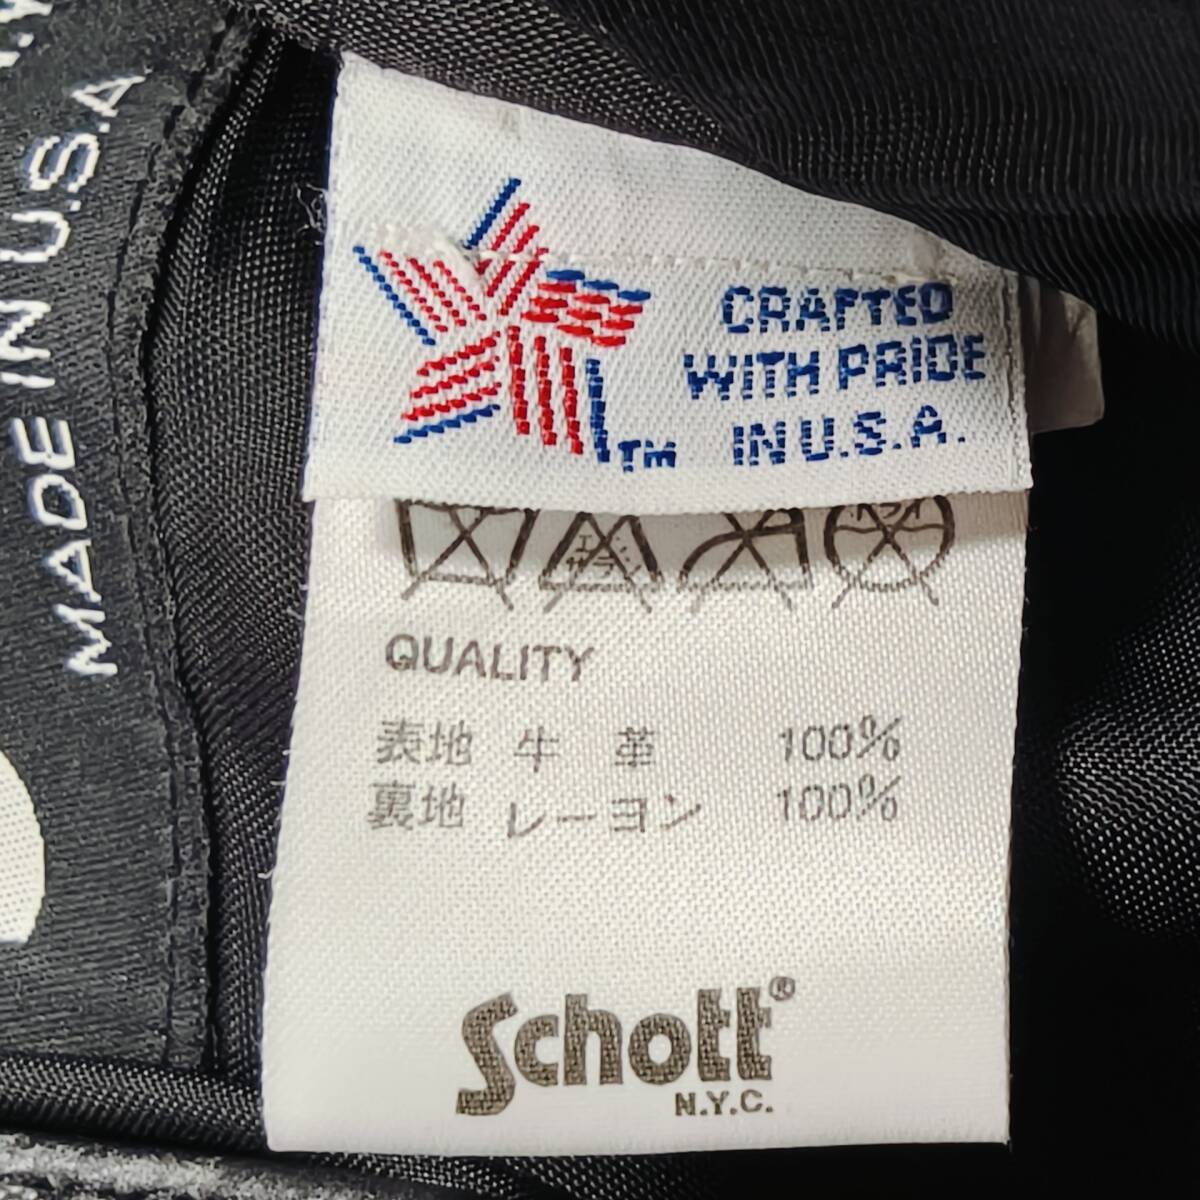 MADE IN U.S.A
CRAFTED
WITH PRIDE
IN U.S.A.
TM
QUALITY
表地 牛 革 100%
裏地 レーヨン 100%
Schott®
N.Y.C.